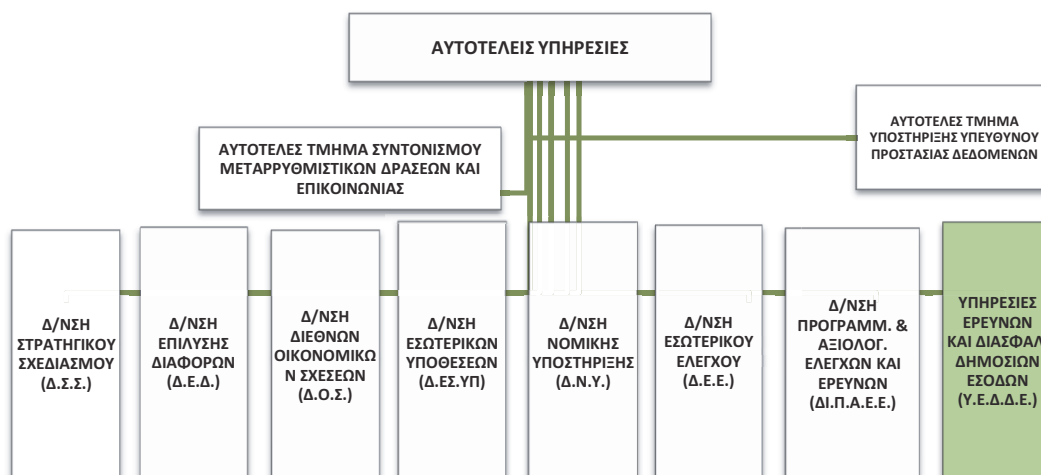 ΑΥΤΟΤΕΛΕΙΣ ΥΠΗΡΕΣΙΕΣ
ΑΥΤΟΤΕΛΕΣ ΤΜΗΜΑ
ΥΠΟΣΤΗΡΙΞΗΣ ΥΠΕΥΘΥΝΟΥ
ΠΡΟΣΤΑΣΙΑΣ ΔΕΔΟΜΕΝΩΝ
ΑΥΤΟΤΕΛΕΣ ΤΜΗΜΑ ΣΥΝΤΟΝΙΣΜΟΥ
ΜΕΤΑΡΡΥΘΜΙΣΤΙΚΩΝ ΔΡΑΣΕΩΝ ΚΑΙ
ΕΠΙΚΟΙΝΩΝΙΑΣ
Δ/ΝΣΗ
ΣΤΡΑΤΗΓΙΚΟΥ
ΣΧΕΔΙΑΣΜΟΥ
(Δ.Σ.Σ.)
Δ/ΝΣΗ
ΕΠΙΛΥΣΗΣ
ΔΙΑΦΟΡΩΝ
(Δ.Ε.Δ.)
Δ/ΝΣΗ
ΔΙΕΘΝΩΝ
ΟΙΚΟΝΟΜΙΚΩ
Ν ΣΧΕΣΕΩΝ
(Δ.Ο.Σ.)
Δ/ΝΣΗ
ΕΣΩΤΕΡΙΚΩΝ
ΥΠΟΘΕΣΕΩΝ
(Δ.ΕΣ.ΥΠ)
Δ/ΝΣΗ
ΝΟΜΙΚΗΣ
ΥΠΟΣΤΗΡΙΞΗΣ
(Δ.Ν.Υ.)
Δ/ΝΣΗ
ΕΣΩΤΕΡΙΚΟΥ
ΕΛΕΓΧΟΥ
(Δ.Ε.Ε.)
Δ/ΝΣΗ
ΠΡΟΓΡΑΜΜ. &
ΑΞΙΟΛΟΓ.
ΕΛΕΓΧΩΝ ΚΑΙ
ΕΡΕΥΝΩΝ
(ΔΙ.Π.Α.Ε.Ε.)
ΥΠΗΡΕΣΙΕΣ
ΕΡΕΥΝΩΝ
ΚΑΙ ΔΙΑΣΦΑΛ
ΔΗΜΟΣΙΩΝ
ΕΣΟΔΩΝ
(Υ.Ε.Δ.Δ.Ε.)